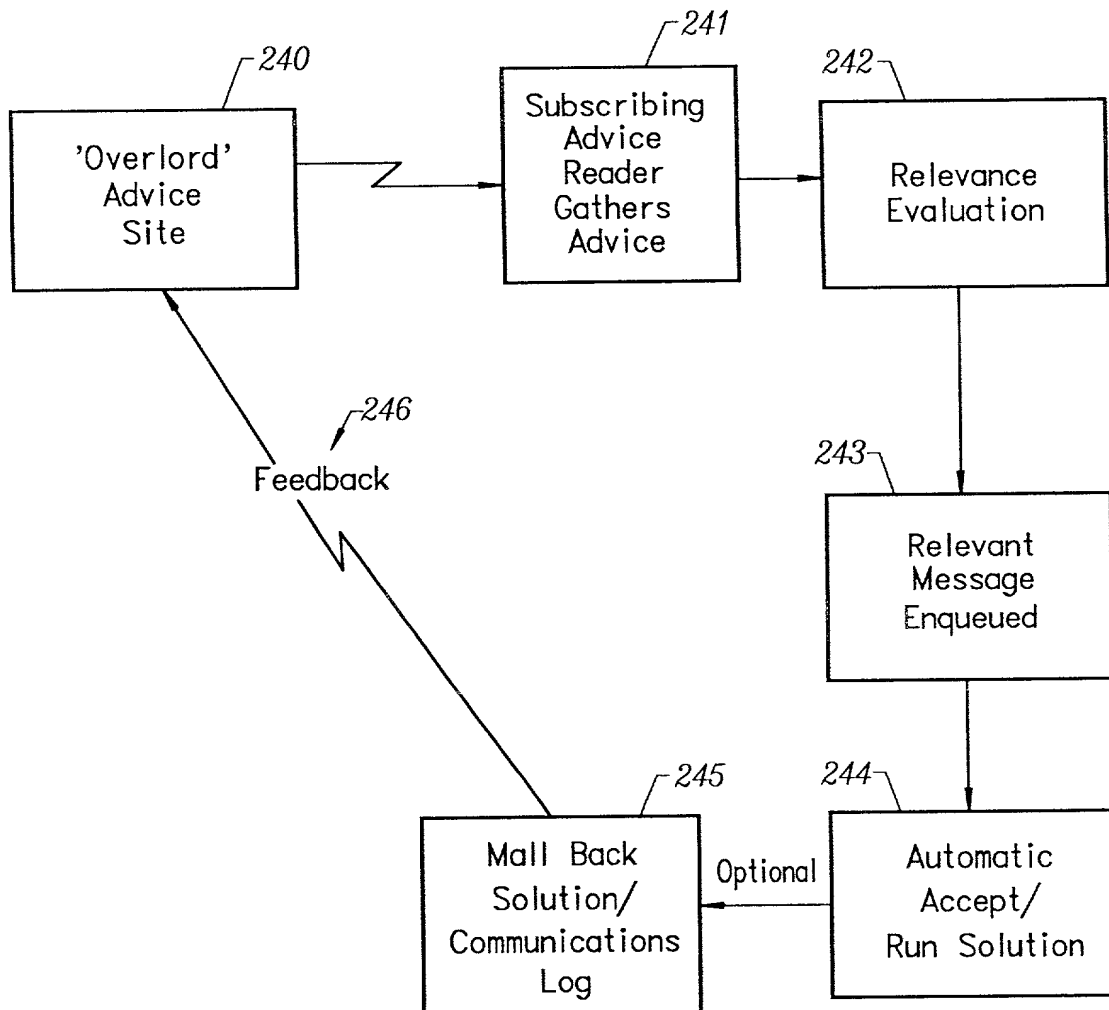 240
'Overlord'
Advice
Site
241
Subscribing
Advice
Reader
Gathers
Advice
242
Relevance
Evaluation
243
Relevant
Message
Enqueued
244
Automatic
Accept/
Run Solution
Optional
245
Mall Back
Solution/
Communications
Log
246
Feedback